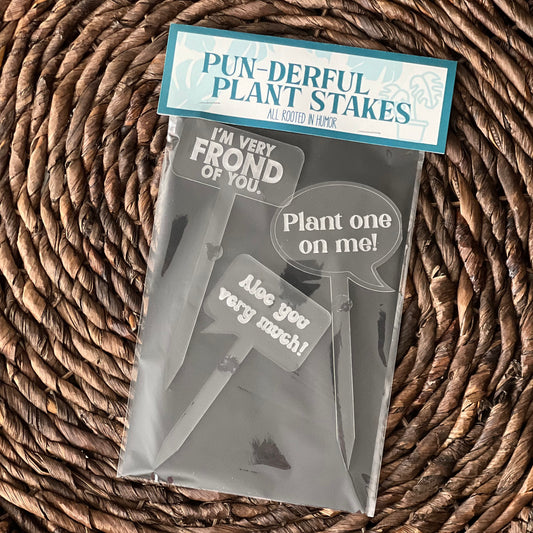 PUN-DERFUL
PLANT STAKES
ALL ROOTED IN HUMOR
I'M VERY
FROND
OF YOU.
Plant one
on me!
Aloe you
very much!